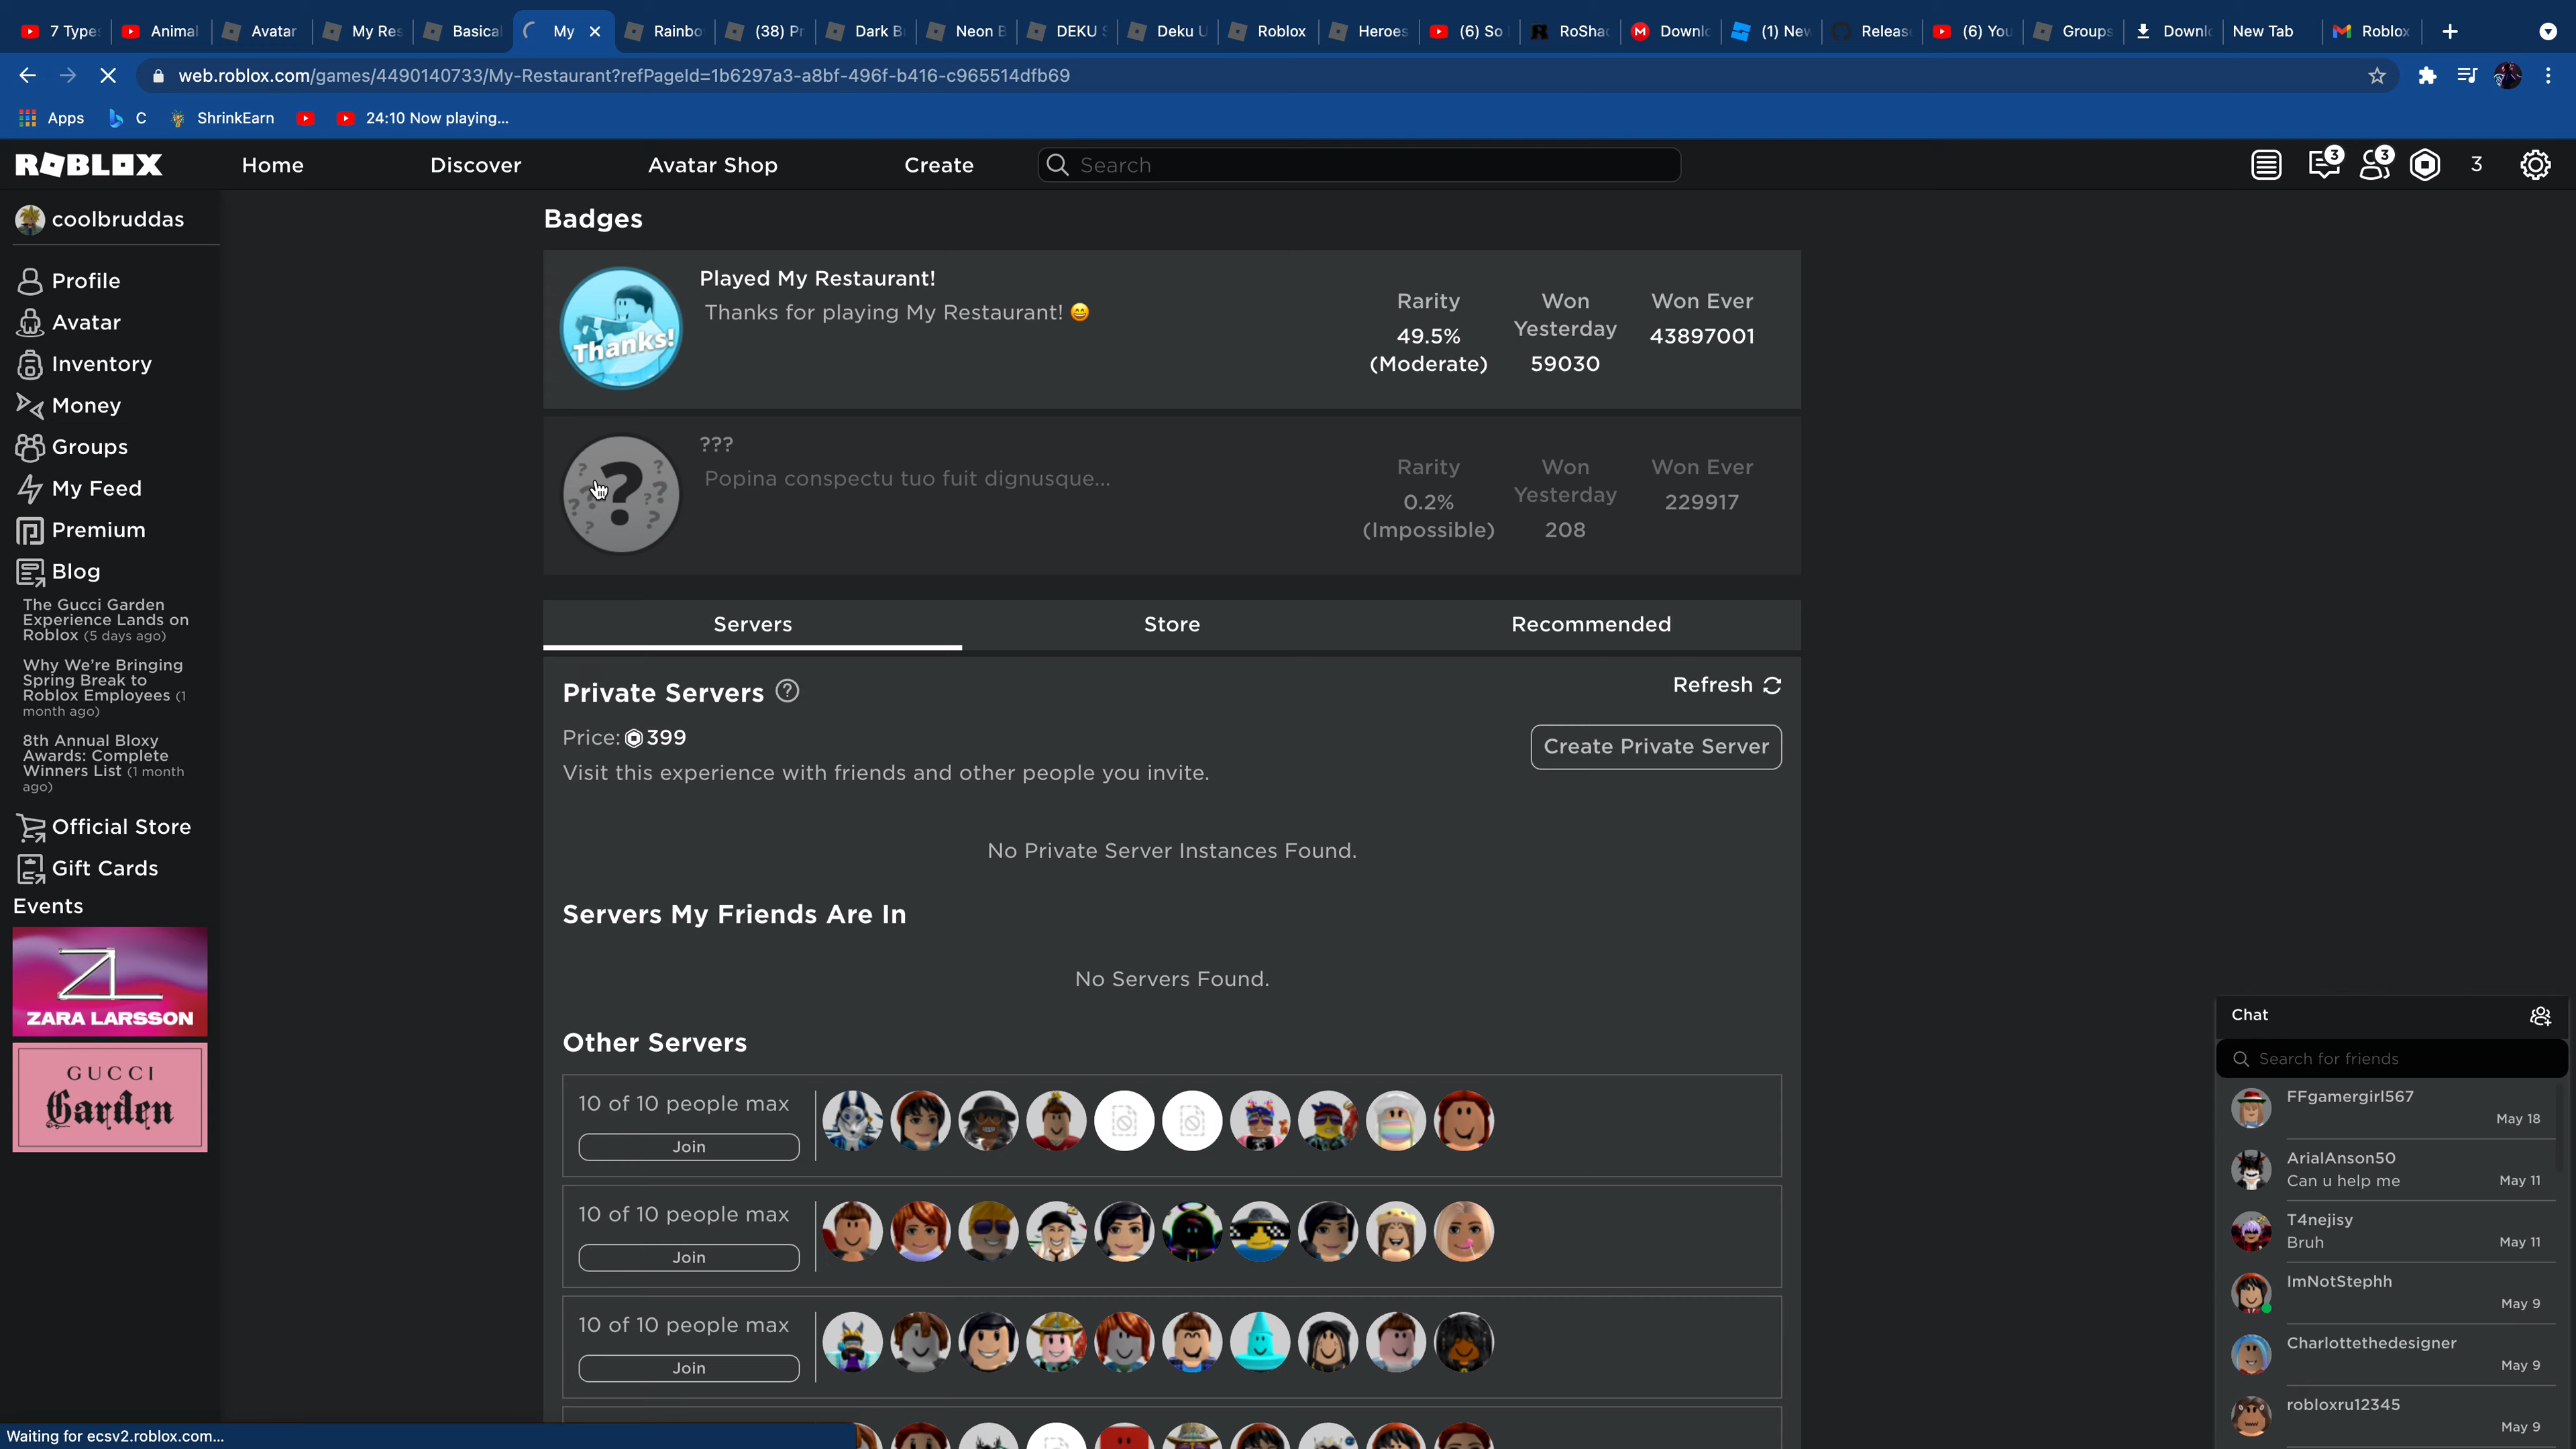 7 Type
Animal
Avatar
My Res
Basical
My
Rainbo
(38) Pr
Dark B
Neon B
DEKU S
Deku U
Roblox
Heroes
(6) So
RoShad
Downlo
(1) New
Release
(6) You
Groups
Downlo
New Tab
Roblox
web.roblox.com/games/4490140733/My-Restaurant?refPageId=1b6297a3-a8bf-496f-b416-c965514dfb69
Apps
C
ShrinkEarn
24:10 Now playing...
ROBLOX
Home
Discover
Avatar Shop
Create
Search
3
3
3
coolbruddas
Profile
Avatar
Inventory
Money
Groups
My Feed
Premium
Blog
The Gucci Garden
Experience Lands on
Roblox (5 days ago)
Why We're Bringing
Spring Break to
Roblox Employees (1
month ago)
8th Annual Bloxy
Awards: Complete
Winners List (1 month
ago)
Official Store
Gift Cards
Events
ZARA LARSSON
GUCCI
Garden
Badges
Thanks!
Played My Restaurant!
Thanks for playing My Restaurant! 😄
Rarity
49.5%
(Moderate)
Won
Yesterday
59030
Won Ever
43897001
???
Popina conspectu tuo fuit dignusque...
Rarity
0.2%
(Impossible)
Won
Yesterday
208
Won Ever
229917
Servers
Store
Recommended
Private Servers
Refresh
Price: 399
Create Private Server
Visit this experience with friends and other people you invite.
No Private Server Instances Found.
Servers My Friends Are In
No Servers Found.
Other Servers
10 of 10 people max
Join
10 of 10 people max
Join
10 of 10 people max
Join
Chat
Search for friends
FFgamergirl567
May 18
ArialAnson50
Can u help me
May 11
T4nejisy
Bruh
May 11
ImNotStephh
May 9
Charlottethedesigner
May 9
robloxru12345
May 9
Waiting for ecsv2.roblox.com...